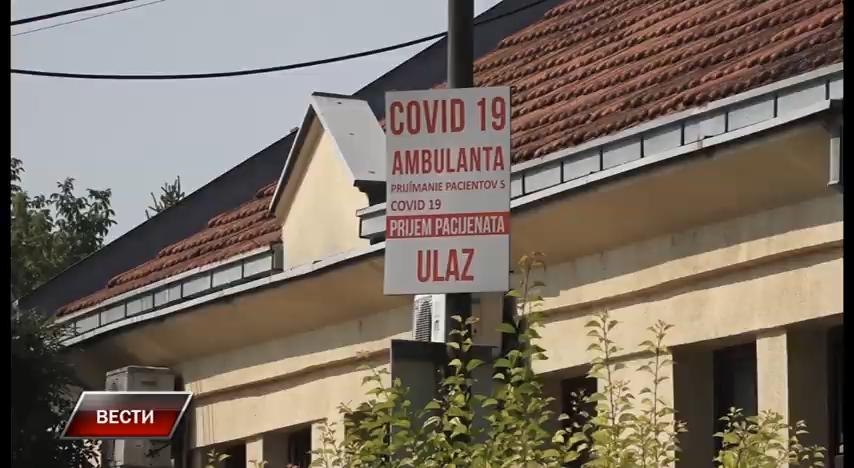 COVID 19
AMBULANTA
PRIJÍMANIE PACIENTOV S
COVID 19
PRIJEM PACIJENATA
ULAZ
ВЕСТИ